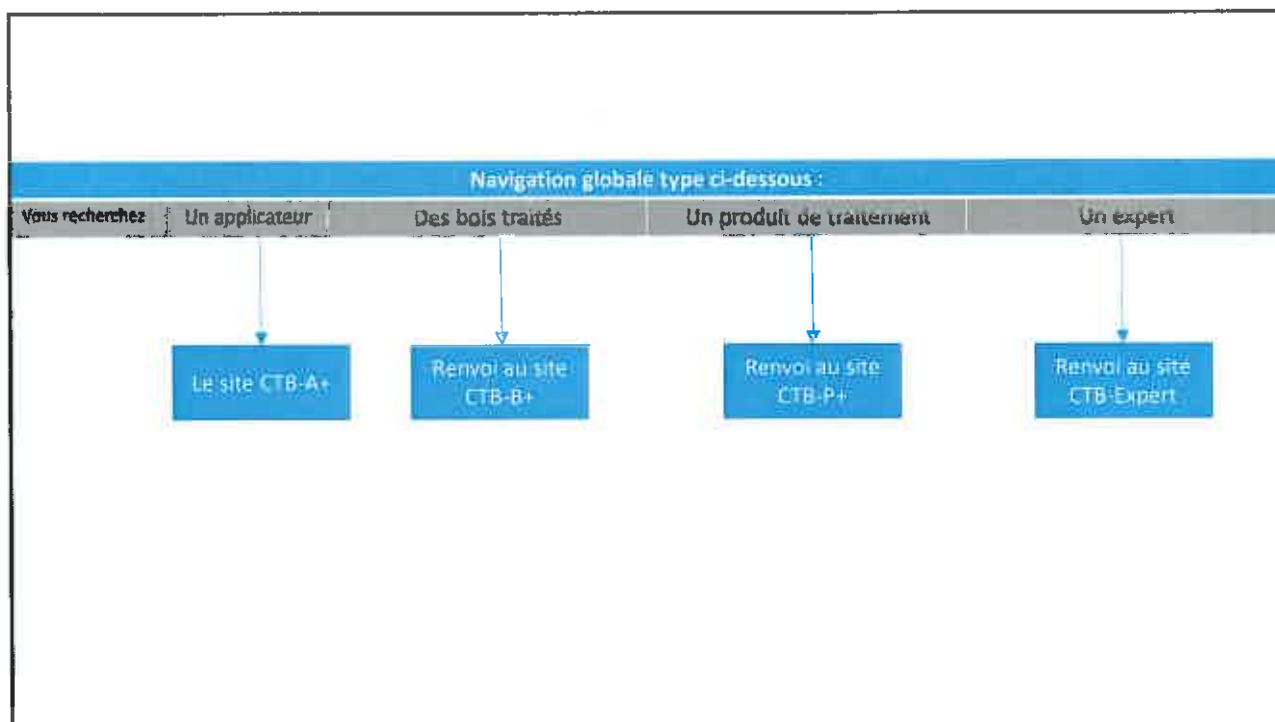 Navigation globale type ci-dessous :
Vous recherchez Un applicateur Des bois traités Un produit de traitement Un expert
Le site CTB-A+
Renvoi au site
CTB-B+
Renvoi au site
CTB-P+
Renvoi au site
CTB-Expert